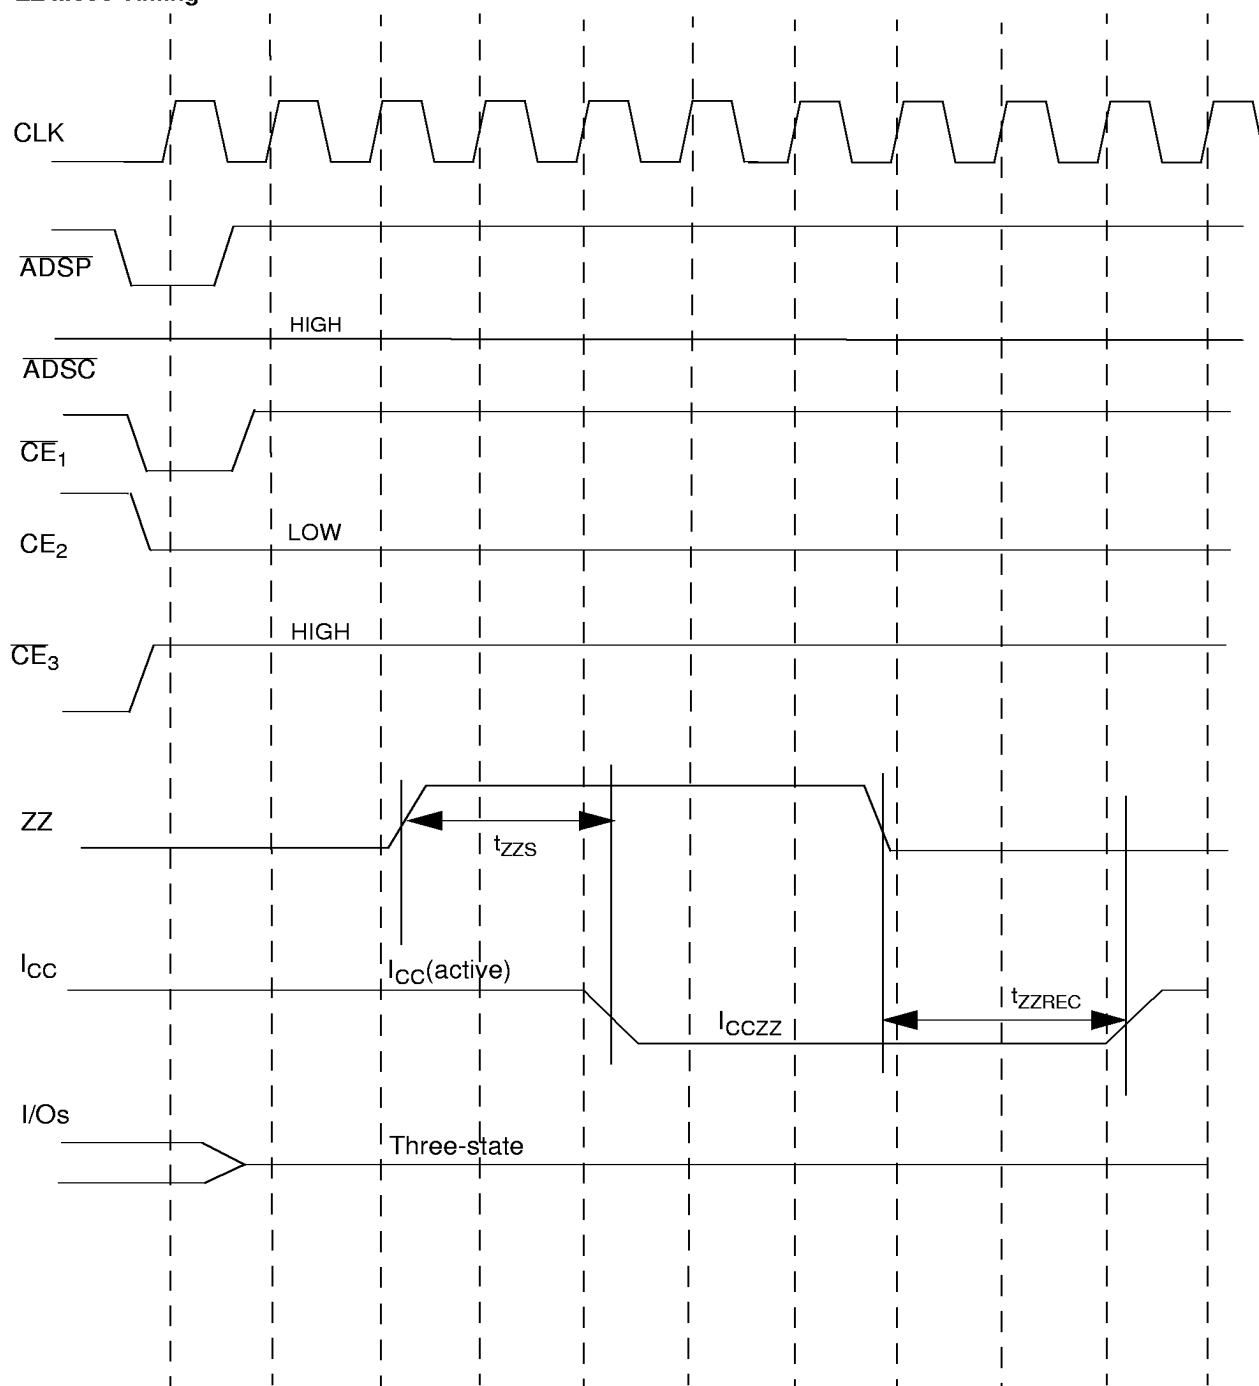 CLK
ADSP
HIGH
ADSC
CE1
LOW
CE2
HIGH
CE3
ZZ
tZZS
ICC
ICC(active)
tZZREC
ICCZZ
I/Os
Three-state